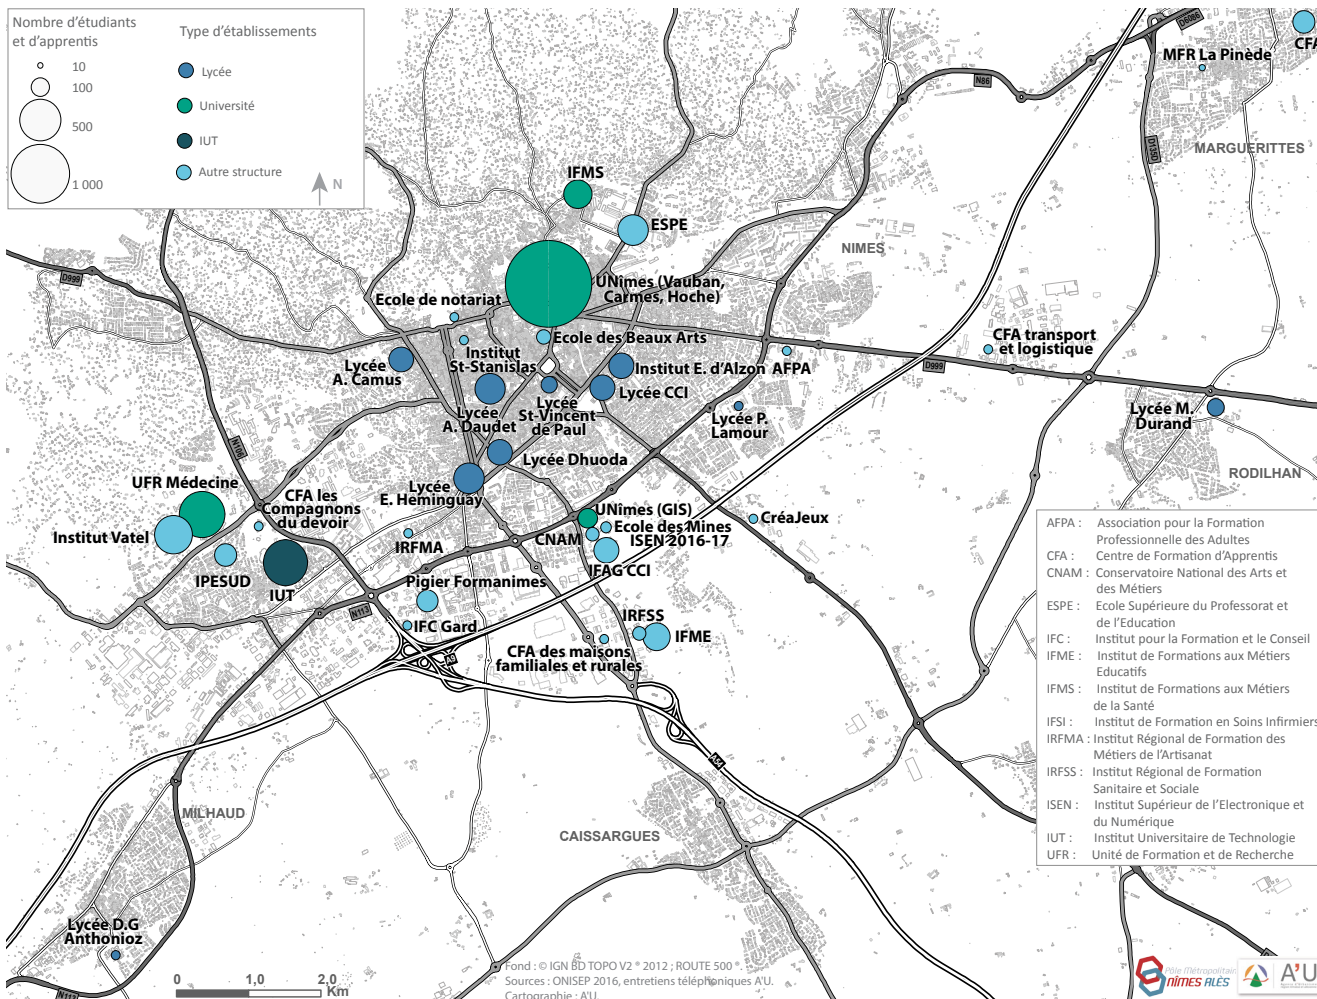 Nombre d'étudiants
et d'apprentis
10
100
500
1 000
Type d'établissements
Lycée
Université
IUT
Autre structure
N
D6086
CFA
MFR La Pinède
N86
D135D
MARGUERITTES
IFMS
ESPE
NIMES
D999
UNîmes (Vauban,
Carmes, Hoche)
Ecole de notariat
Ecole des Beaux Arts
CFA transport
et logistique
Institut
St-Stanislas
Lycée
A. Camus
Institut E. d'Alzon
AFPA
D999
Lycée CCI
Lycée
A. Daudet
Lycée
St-Vincent
de Paul
Lycée P.
Lamour
Lycée M.
Durand
N106
Lycée Dhuoda
RODILHAN
UFR Médecine
Lycée
E. Heminguay
CFA les
Compagnons
du devoir
UNîmes (GIS)
CréaJeux
Ecole des Mines
ISEN 2016-17
Institut Vatel
CNAM
IRFMA
IFAG CCI
IPESUD
IUT
Pigier Formanimes
N113
IFC Gard
IRFSS
IFME
CFA des maisons
familiales et rurales
A9
A54
AFPA : Association pour la Formation
Professionnelle des Adultes
CFA : Centre de Formation d'Apprentis
CNAM : Conservatoire National des Arts et
des Métiers
ESPE : Ecole Supérieure du Professorat et
de l'Education
IFC : Institut pour la Formation et le Conseil
IFME : Institut de Formations aux Métiers
Educatifs
IFMS : Institut de Formations aux Métiers
de la Santé
IFSI : Institut de Formation en Soins Infirmiers
IRFMA : Institut Régional de Formation des
Métiers de l'Artisanat
IRFSS : Institut Régional de Formation
Sanitaire et Sociale
ISEN : Institut Supérieur de l'Electronique et
du Numérique
IUT : Institut Universitaire de Technologie
UFR : Unité de Formation et de Recherche
MILHAUD
CAISSARGUES
Lycée D.G
Anthonioz
N113
0 1,0 2,0
Km
Fond : © IGN BD TOPO V2 ® 2012 ; ROUTE 500 ®.
Sources : ONISEP 2016, entretiens téléphoniques A'U.
Cartographie : A'U.
Pôle Métropolitain
NÎMES ALÈS
A'U